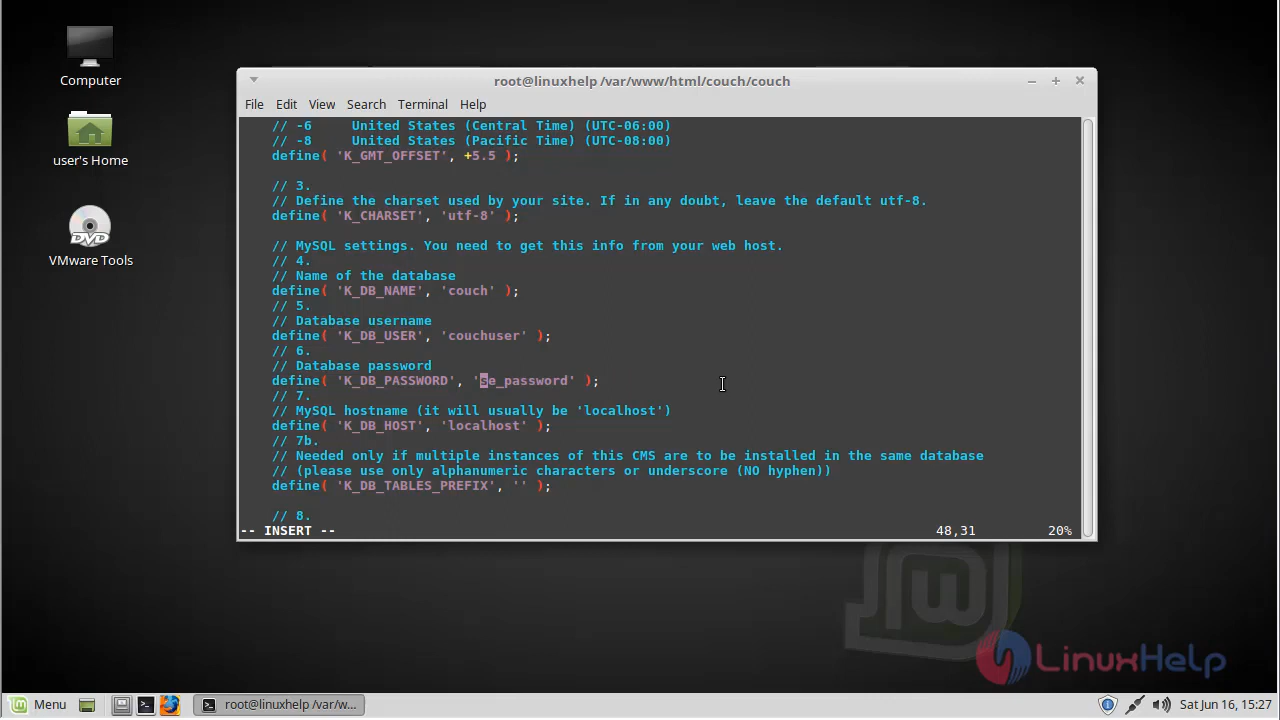 Computer
user's Home
DVD
VMware Tools
root@linuxhelp /var/www/html/couch/couch
File Edit View Search Terminal Help
// -6     United States (Central Time) (UTC-06:00)
// -8     United States (Pacific Time) (UTC-08:00)
define( 'K_GMT_OFFSET', +5.5 );
// 3.
// Define the charset used by your site. If in any doubt, leave the default utf-8.
define( 'K_CHARSET', 'utf-8' );
// MySQL settings. You need to get this info from your web host.
// 4.
// Name of the database
define( 'K_DB_NAME', 'couch' );
// 5.
// Database username
define( 'K_DB_USER', 'couchuser' );
// 6.
// Database password
define( 'K_DB_PASSWORD', 'se_password' );
// 7.
// MySQL hostname (it will usually be 'localhost')
define( 'K_DB_HOST', 'localhost' );
// 7b.
// Needed only if multiple instances of this CMS are to be installed in the same database
// (please use only alphanumeric characters or underscore (NO hyphen))
define( 'K_DB_TABLES_PREFIX', '' );
// 8.
-- INSERT --     48,31     20%
LinuxHelp
Menu
root@linuxhelp /var/w...
Sat Jun 16, 15:27